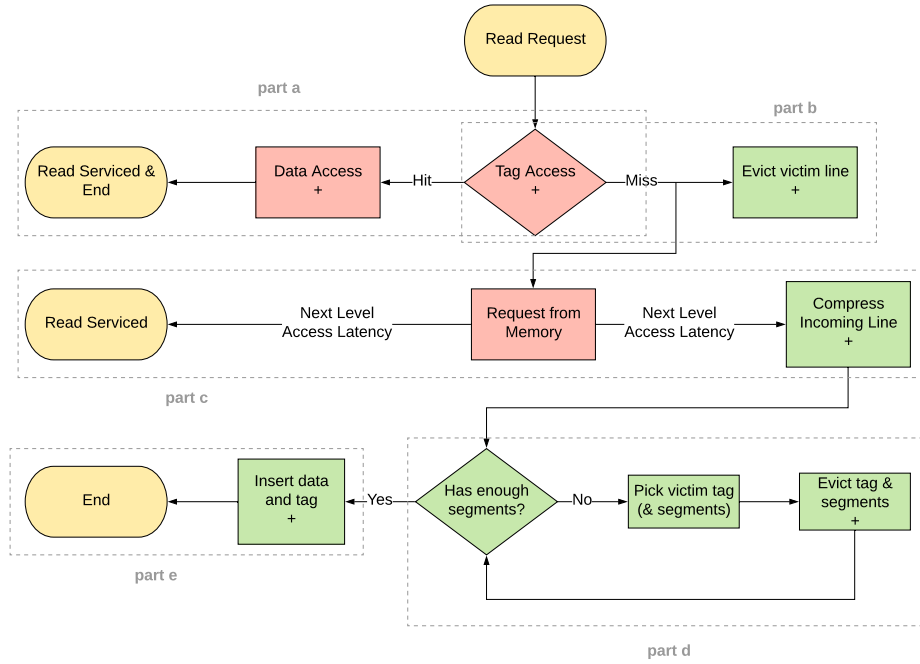 Read Request
part a
part b
Read Serviced &
End
Data Access
+
Hit
Tag Access
+
Miss
Evict victim line
+
Read Serviced
Next Level
Access Latency
Request from
Memory
Next Level
Access Latency
Compress
Incoming Line
+
part c
End
Insert data
and tag
+
Yes
Has enough
segments?
No
Pick victim tag
(& segments)
Evict tag &
segments
+
part e
part d